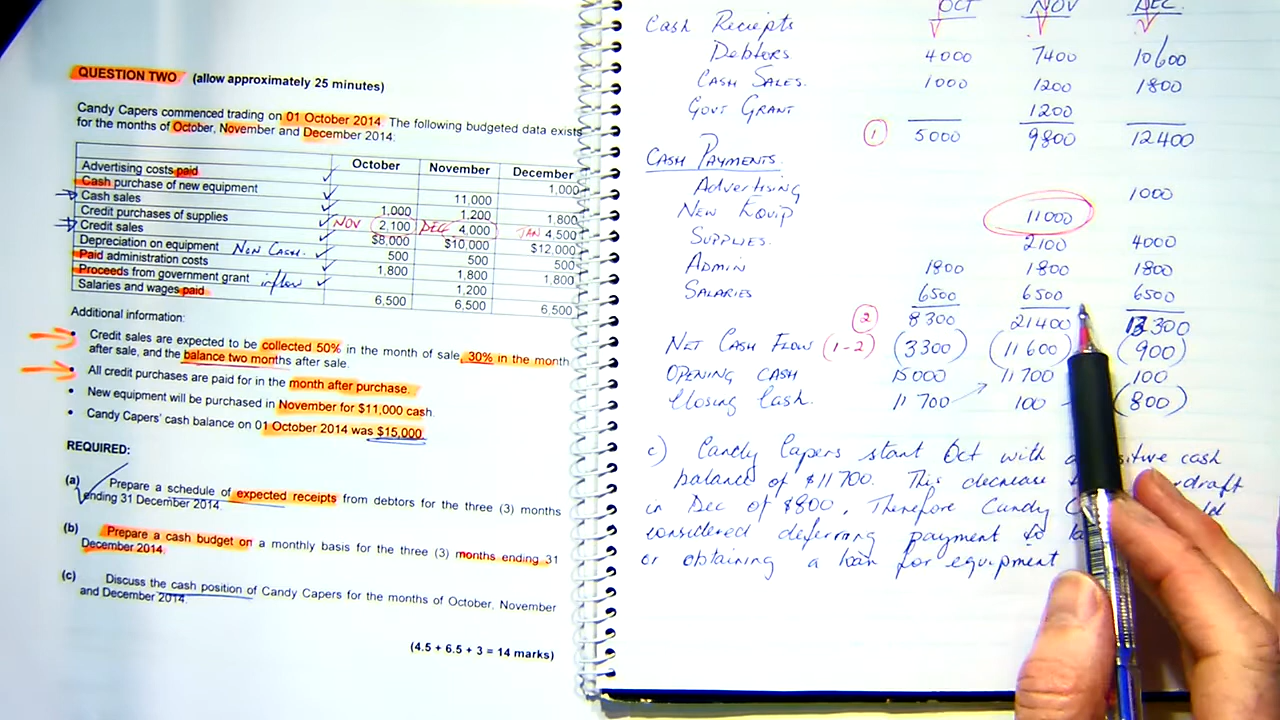 QUESTION TWO (allow approximately 25 minutes)
Candy Capers commenced trading on 01 October 2014 The following budgeted data exists
for the months of October, November and December 2014:
October November December
Advertising costs paid 1,000
Cash purchase of new equipment 11,000
Cash sales 1,000 1,200 1,800
Credit purchases of supplies NOV 2,100 DEC 4,000 JAN 4,500
Credit sales $8,000 $10,000 $12,000
Depreciation on equipment Non Cash. 500 500 500
Paid administration costs 1,800 1,800 1,800
Proceeds from government grant inflow 1,200
Salaries and wages paid 6,500 6,500 6,500
Additional information:
• Credit sales are expected to be collected 50% in the month of sale, 30% in the month
after sale, and the balance two months after sale.
• All credit purchases are paid for in the month after purchase.
• New equipment will be purchased in November for $11,000 cash.
• Candy Capers' cash balance on 01 October 2014 was $15,000
REQUIRED:
(a) Prepare a schedule of expected receipts from debtors for the three (3) months
ending 31 December 2014.
(b) Prepare a cash budget on a monthly basis for the three (3) months ending 31
December 2014.
(c) Discuss the cash position of Candy Capers for the months of October, November
and December 2014.
(4.5 + 6.5 + 3 = 14 marks)
OCT NOV DEC.
Cash Reciepts
Debtors 4000 7400 10600
Cash Sales. 1000 1200 1800
Govt Grant 1200
1 5000 9800 12400
Cash Payments.
Advertising 1000
New Equip 11000
Supplies. 2100 4000
Admin 1800 1800 1800
Salaries 6500 6500 6500
2 8300 21400 13300
Net Cash Flow (1-2) (3300) (11600) (900)
Opening Cash 15000 11700 100
Closing Cash. 11700 100 (800)
c) Candy Capers start Oct with a cash
balance of $11700. This decrease
in Dec of $800. Therefore Candy
considered deferring payment to
or obtaining a loan for equipment